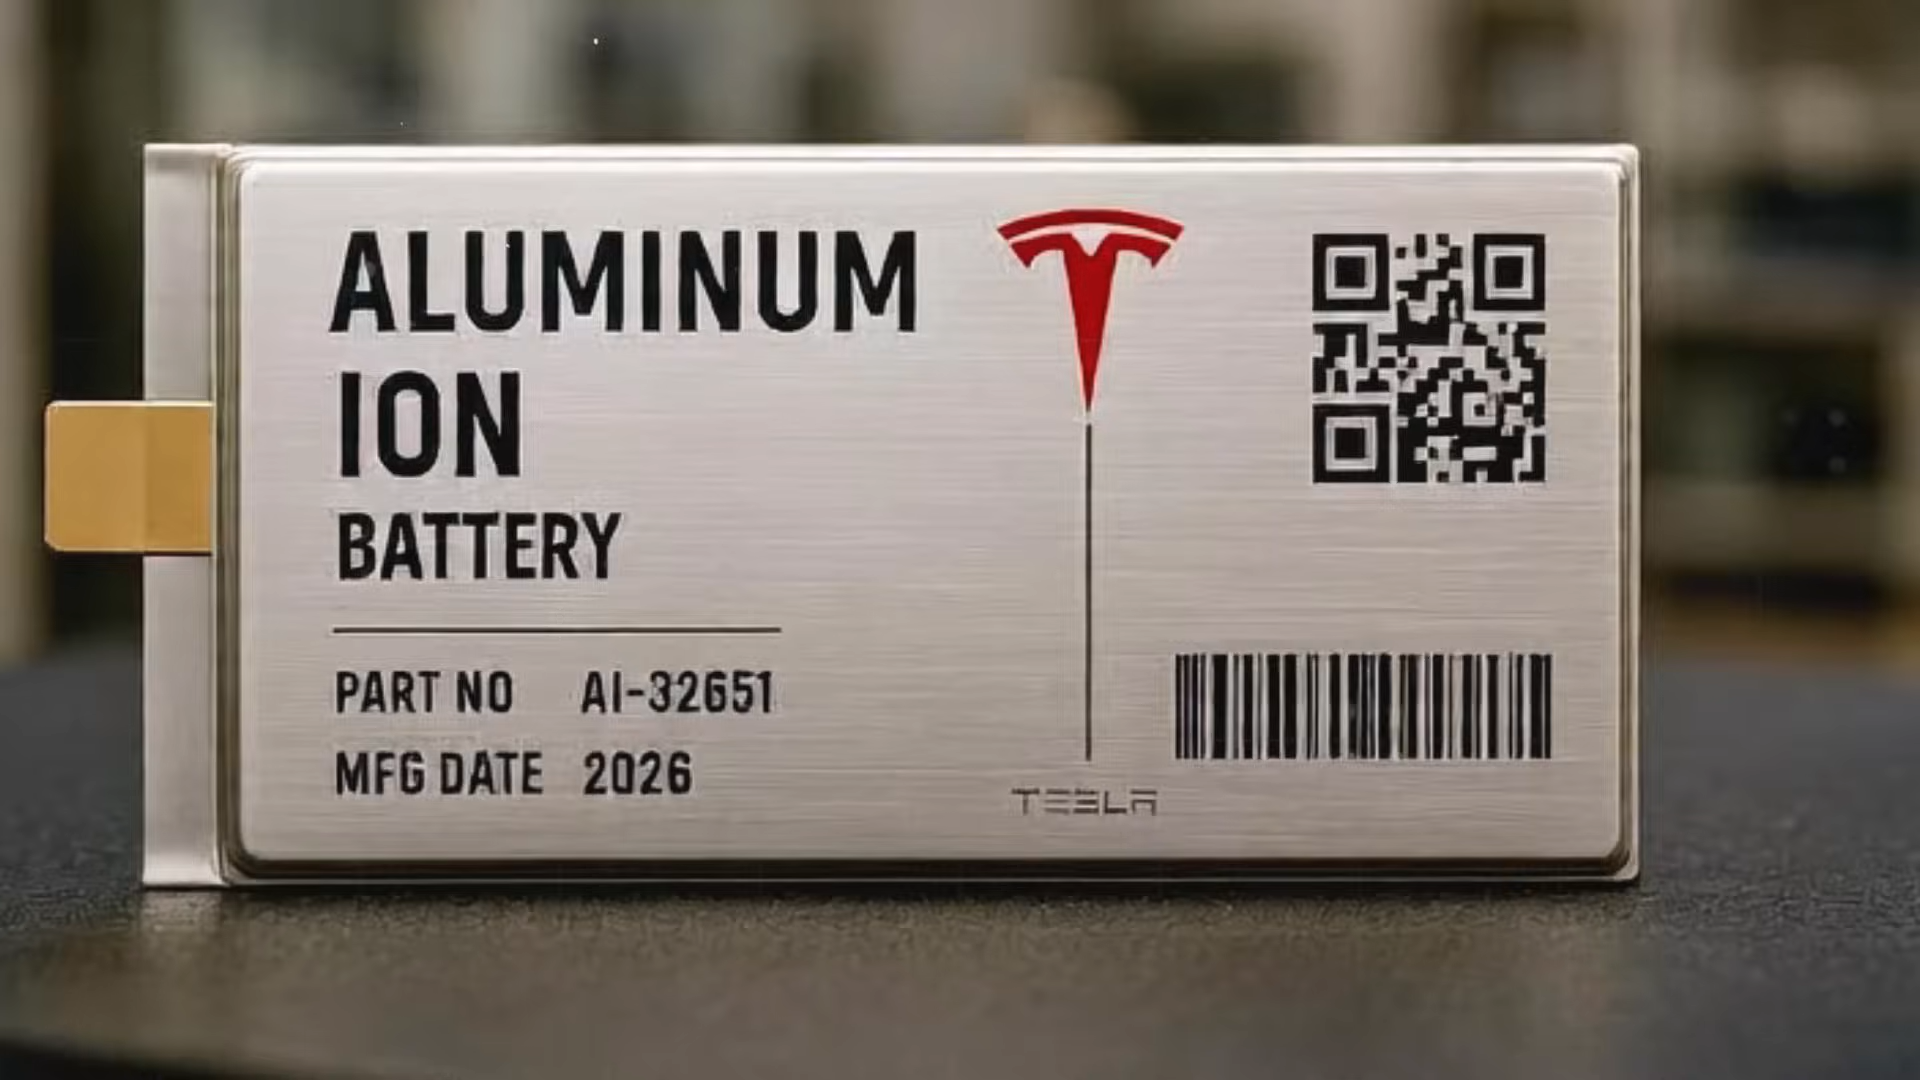 ALUMINUM
ION
BATTERY
PART NO AI-32651
MFG DATE 2026
TESLA